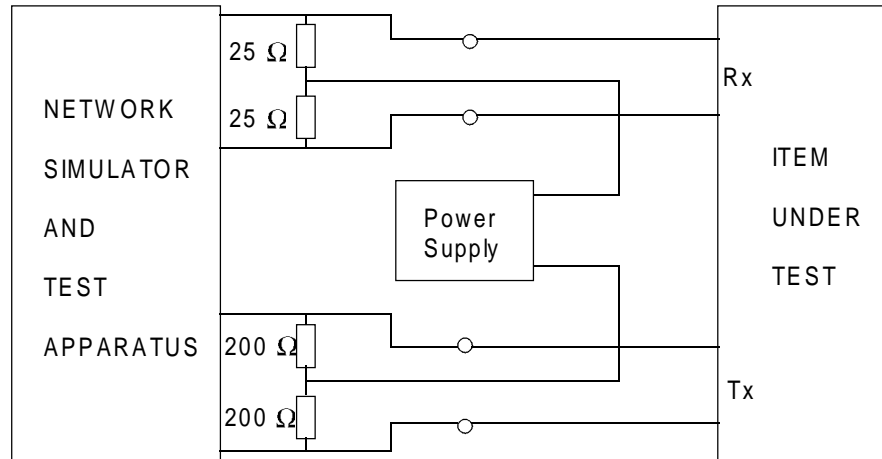 25 Ω
Rx
NETWORK
25 Ω
SIMULATOR
ITEM
AND
Power
UNDER
Supply
TEST
TEST
APPARATUS
200 Ω
Tx
200 Ω